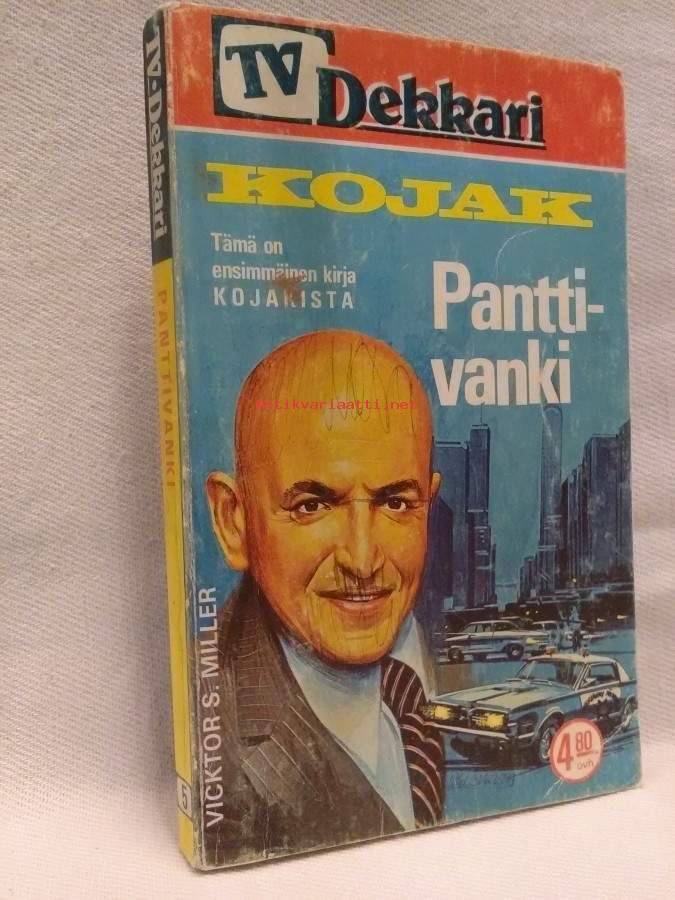 TV
Dekkari
KOJAK
Tämä on
ensimmäinen kirja
KOJAKISTA
Pantti-
vanki
antikvariaatti.net
VICKTOR S. MILLER
4 80
ovh
TV-Dekkari
PANTTIVANKI
5